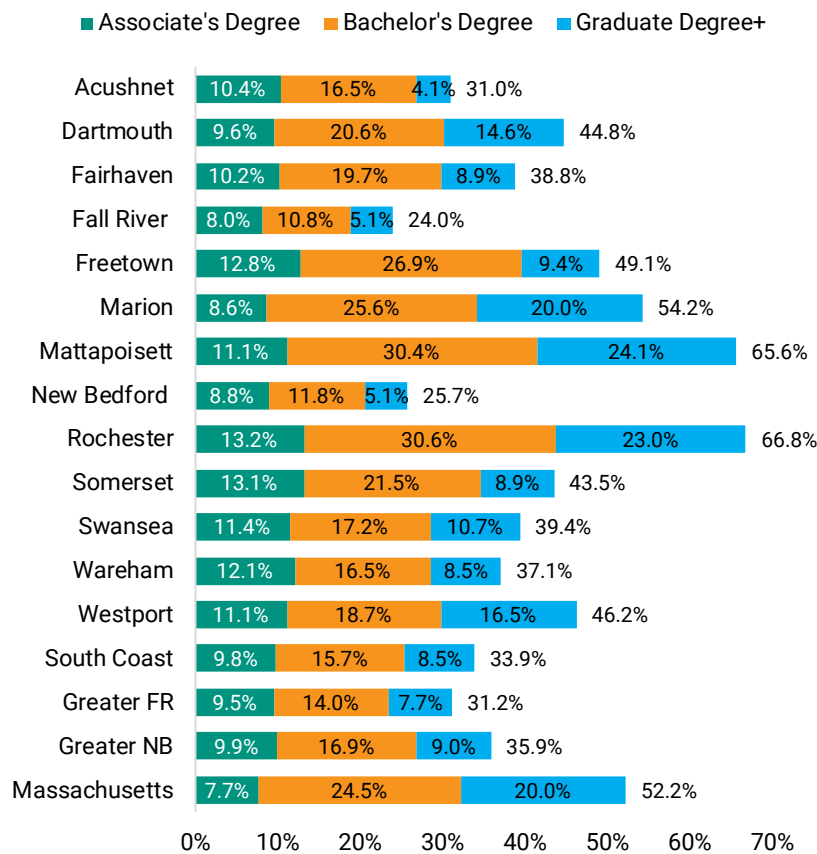 Associate's Degree Bachelor's Degree Graduate Degree+
Acushnet 10.4% 16.5% 4.1% 31.0%
Dartmouth 9.6% 20.6% 14.6% 44.8%
Fairhaven 10.2% 19.7% 8.9% 38.8%
Fall River 8.0% 10.8% 5.1% 24.0%
Freetown 12.8% 26.9% 9.4% 49.1%
Marion 8.6% 25.6% 20.0% 54.2%
Mattapoisett 11.1% 30.4% 24.1% 65.6%
New Bedford 8.8% 11.8% 5.1% 25.7%
Rochester 13.2% 30.6% 23.0% 66.8%
Somerset 13.1% 21.5% 8.9% 43.5%
Swansea 11.4% 17.2% 10.7% 39.4%
Wareham 12.1% 16.5% 8.5% 37.1%
Westport 11.1% 18.7% 16.5% 46.2%
South Coast 9.8% 15.7% 8.5% 33.9%
Greater FR 9.5% 14.0% 7.7% 31.2%
Greater NB 9.9% 16.9% 9.0% 35.9%
Massachusetts 7.7% 24.5% 20.0% 52.2%
0% 10% 20% 30% 40% 50% 60% 70%